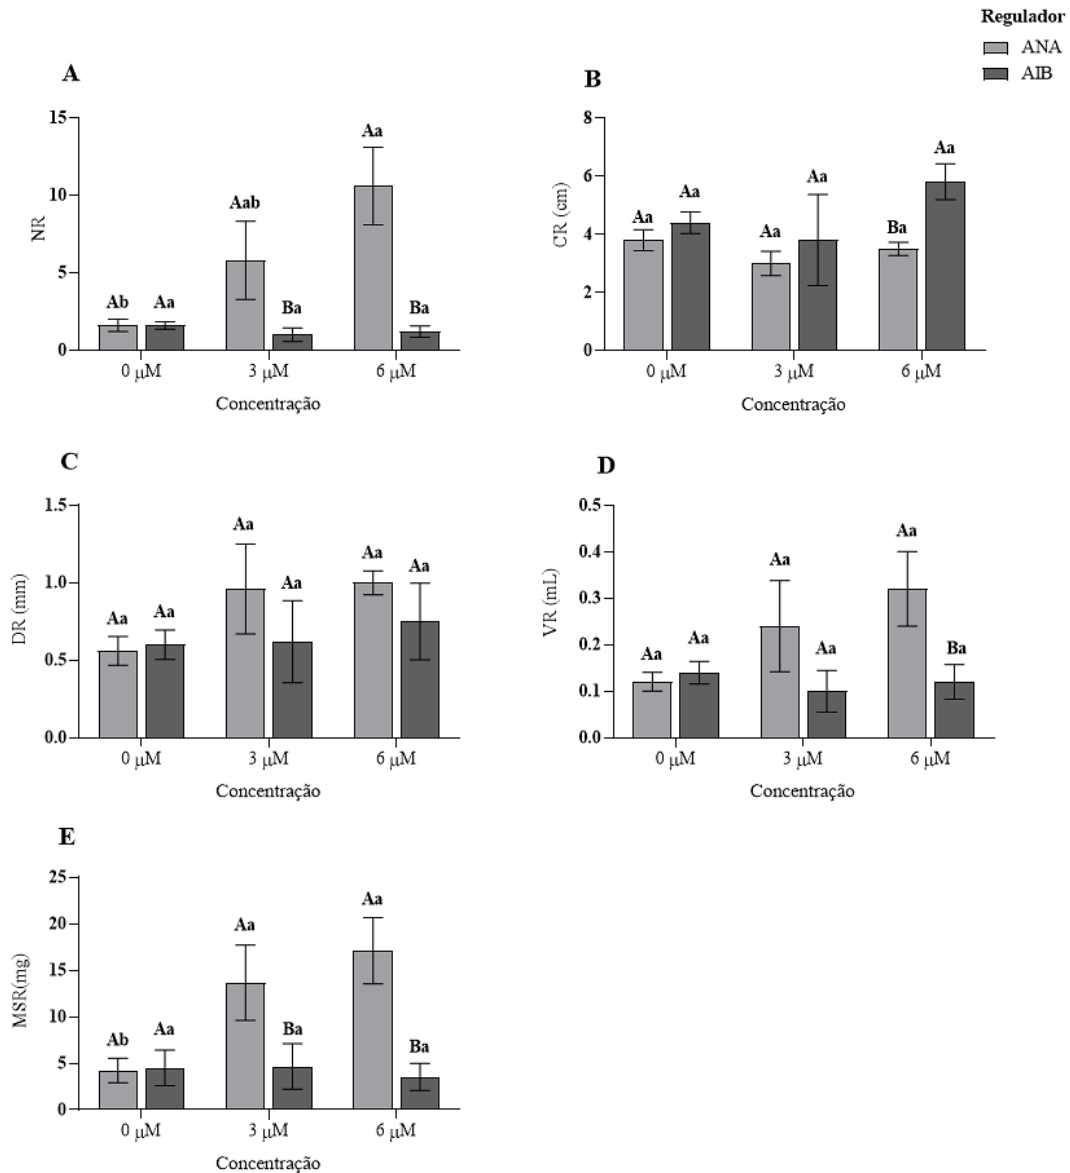 Regulador
ANA
AIB
A
NR
15
10
5
0
Ab
Aa
Aab
Ba
Aa
Ba
0 µM
3 µM
6 µM
Concentração
B
CR (cm)
8
6
4
2
0
Aa
Aa
Aa
Aa
Ba
Aa
0 µM
3 µM
6 µM
Concentração
C
DR (mm)
1.5
1.0
0.5
0.0
Aa
Aa
Aa
Aa
Aa
Aa
0 µM
3 µM
6 µM
Concentração
D
VR (mL)
0.5
0.4
0.3
0.2
0.1
0.0
Aa
Aa
Aa
Aa
Aa
Ba
0 µM
3 µM
6 µM
Concentração
E
MSR(mg)
25
20
15
10
5
0
Ab
Aa
Aa
Ba
Aa
Ba
0 µM
3 µM
6 µM
Concentração